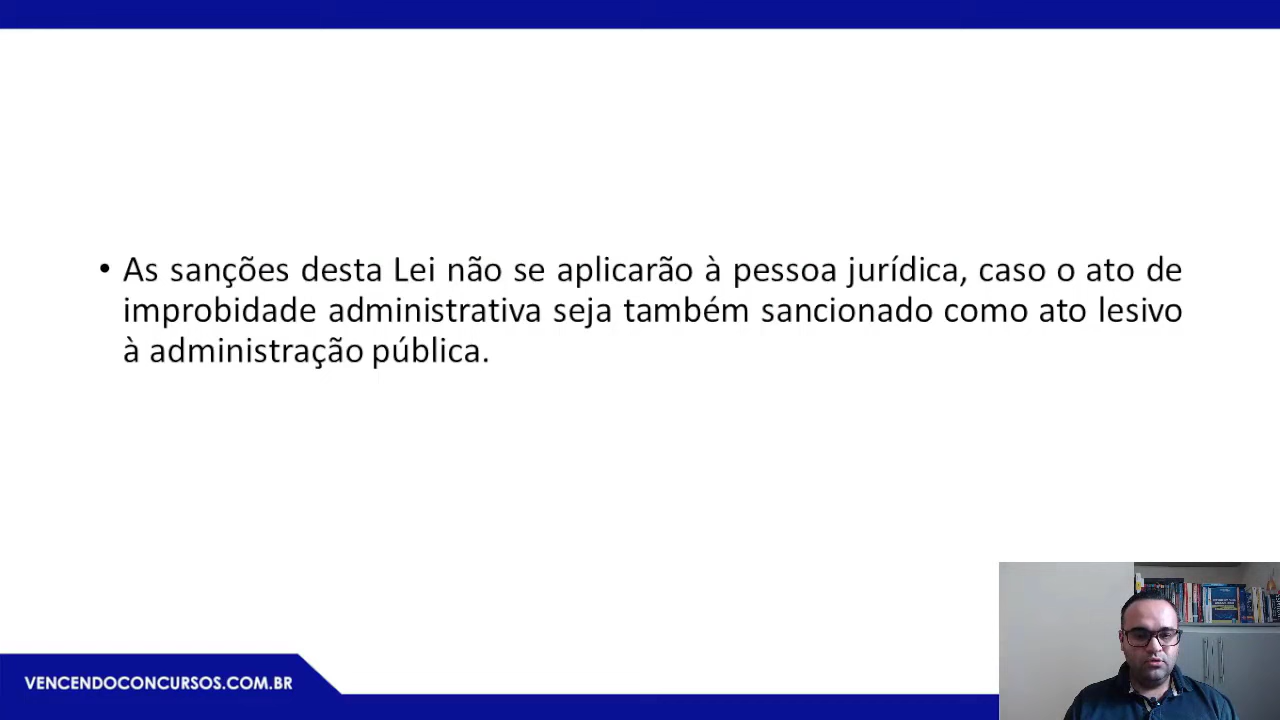 • As sanções desta Lei não se aplicarão à pessoa jurídica, caso o ato de
improbidade administrativa seja também sancionado como ato lesivo
à administração pública.
VENCENDOCONCURSOS.COM.BR